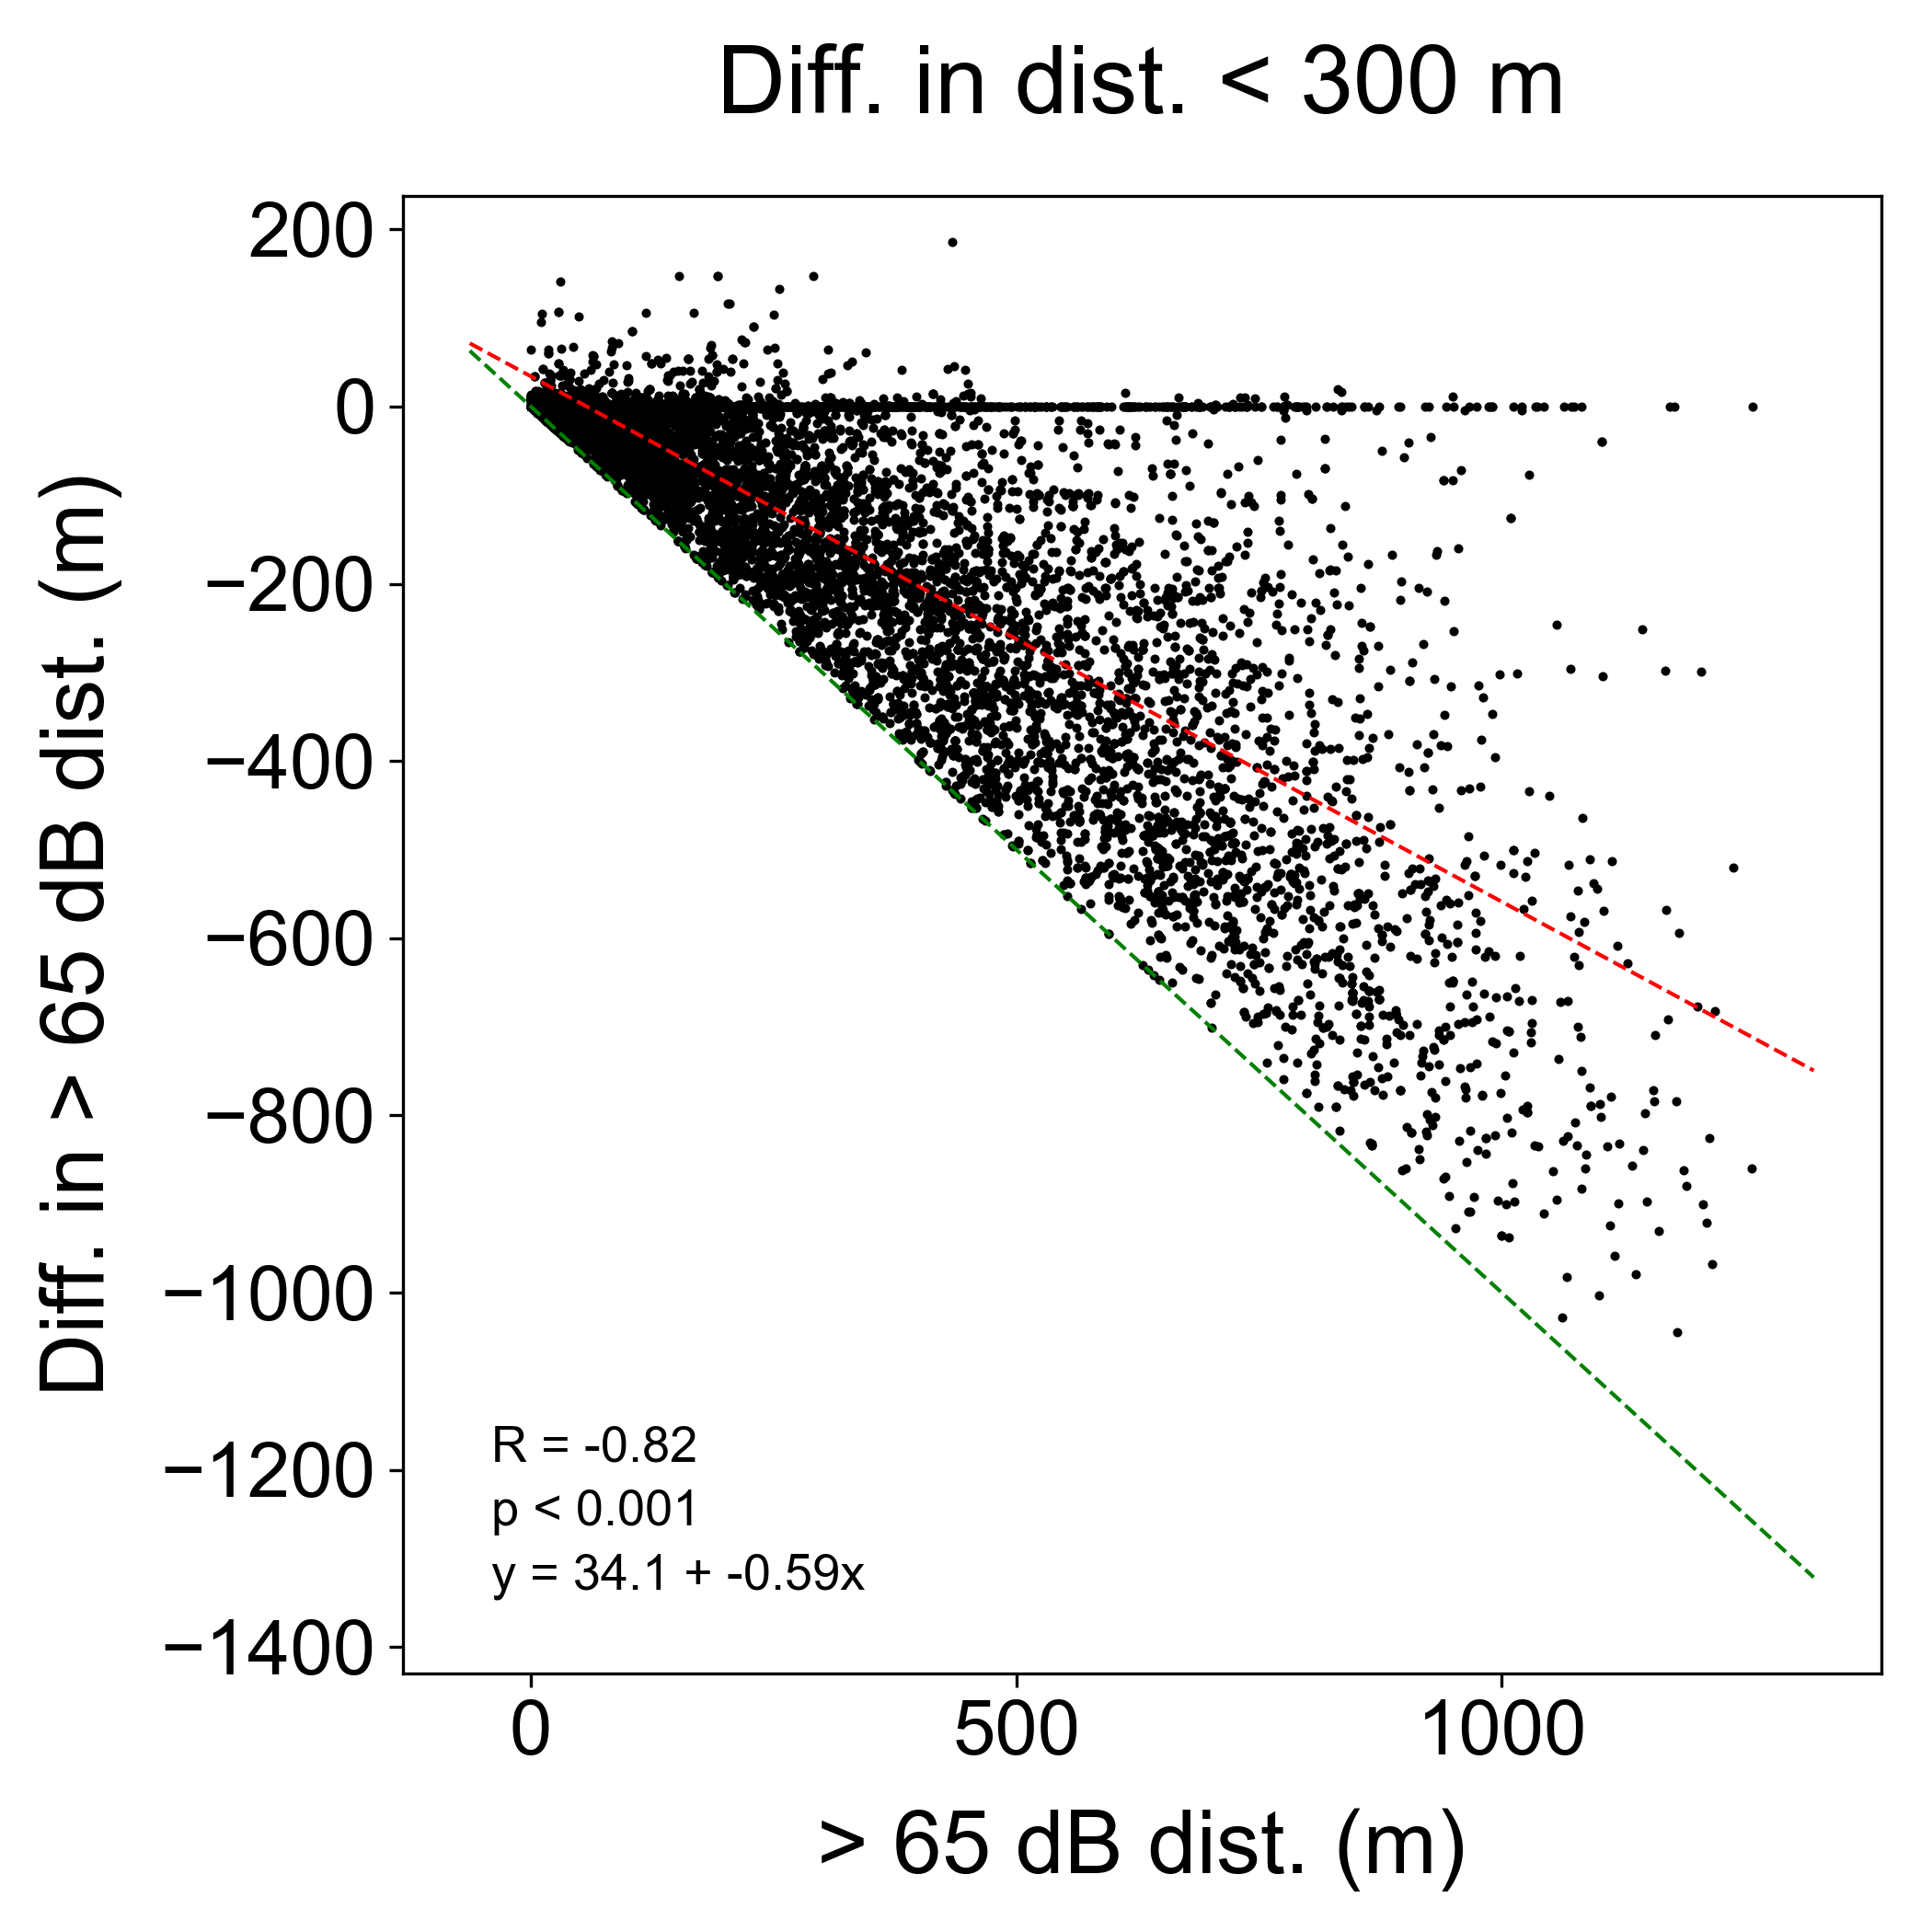 Diff. in dist. < 300 m
Diff. in > 65 dB dist. (m)
200
0
−200
−400
−600
−800
−1000
−1200
−1400
R = -0.82
p < 0.001
y = 34.1 + -0.59x
0
500
1000
> 65 dB dist. (m)